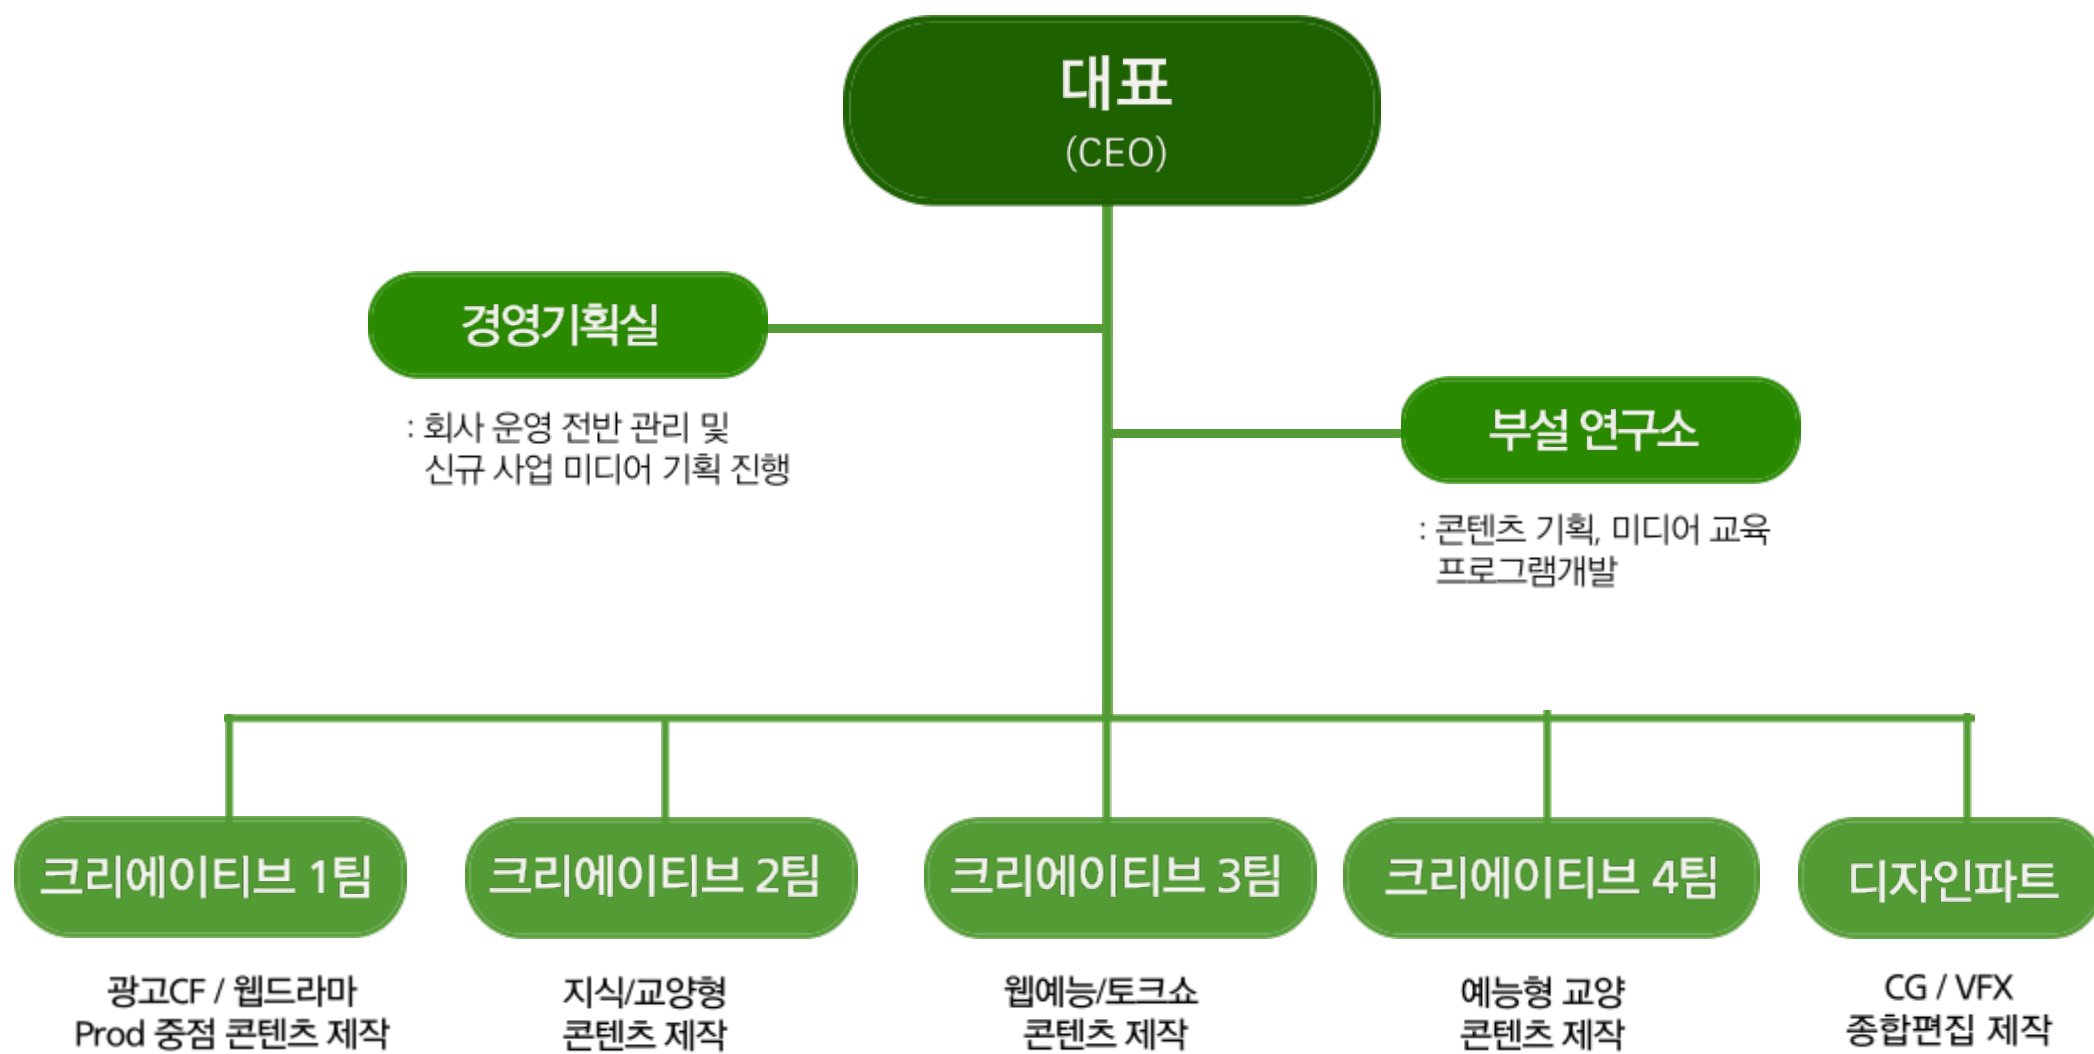 대표
(CEO)
경영기획실
: 회사 운영 전반 관리 및
신규 사업 미디어 기획 진행
부설 연구소
: 콘텐츠 기획, 미디어 교육
프로그램개발
크리에이티브 1팀
광고CF / 웹드라마
Prod 중점 콘텐츠 제작
크리에이티브 2팀
지식/교양형
콘텐츠 제작
크리에이티브 3팀
웹예능/토크쇼
콘텐츠 제작
크리에이티브 4팀
예능형 교양
콘텐츠 제작
디자인파트
CG / VFX
종합편집 제작